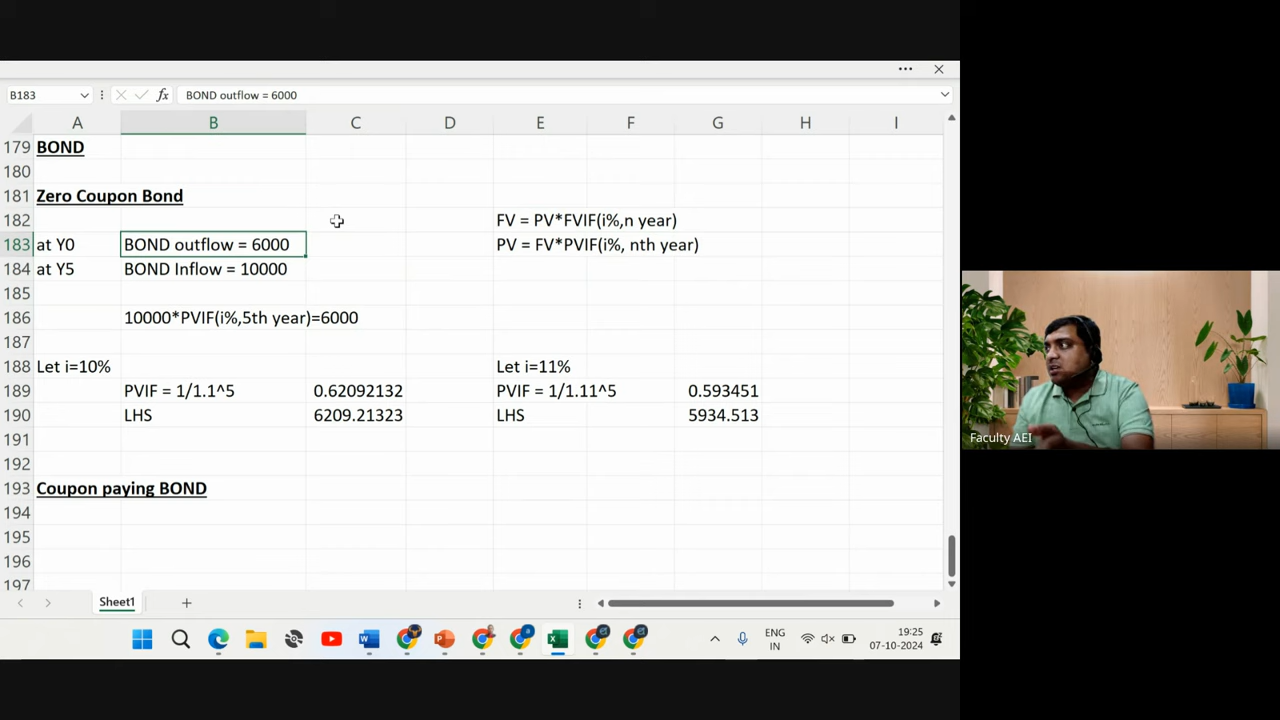 B183
fx
BOND outflow = 6000
A B C D E F G H I
179 BOND
180
181 Zero Coupon Bond
182 FV = PV*FVIF(i%,n year)
183 at Y0 BOND outflow = 6000 PV = FV*PVIF(i%, nth year)
184 at Y5 BOND Inflow = 10000
185
186 10000*PVIF(i%,5th year)=6000
187
188 Let i=10% Let i=11%
189 PVIF = 1/1.1^5 0.62092132 PVIF = 1/1.11^5 0.593451
190 LHS 6209.21323 LHS 5934.513
191
192
193 Coupon paying BOND
194
195
196
197
Sheet1
ENG
IN
19:25
07-10-2024
Faculty AEI